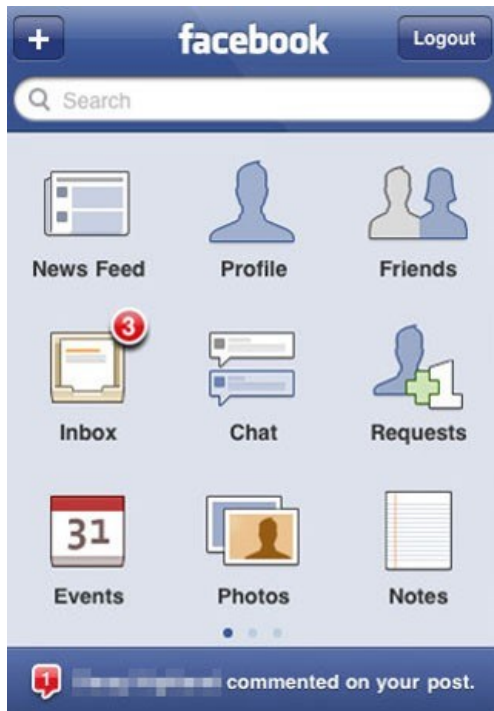 + facebook Logout
Search
News Feed Profile Friends
3
Inbox Chat Requests
31
Events Photos Notes
1 commented on your post.